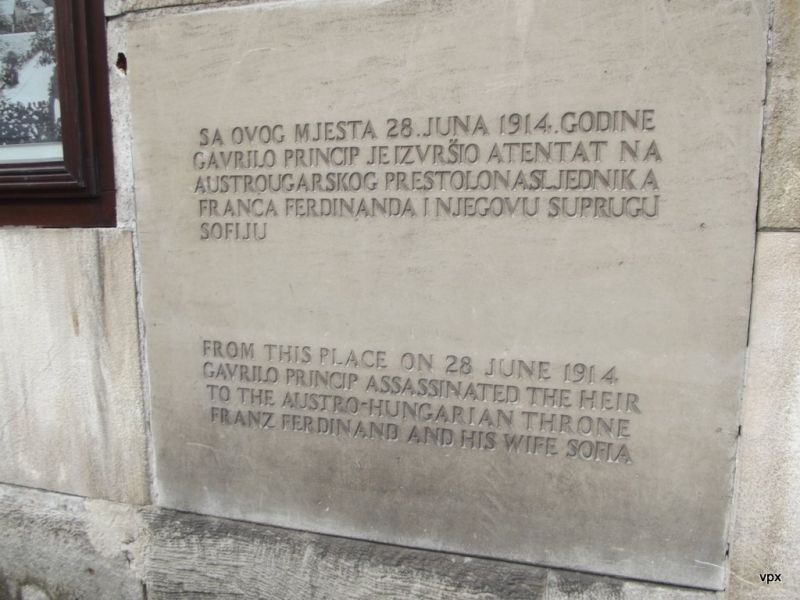 SA OVOG MJESTA 28.JUNA 1914.GODINE
GAVRILO PRINCIP JE IZVRŠIO ATENTAT NA
AUSTROUGARSKOG PRESTOLONASLJEDNIKA
FRANCA FERDINANDA I NJEGOVU SUPRUGU
SOFIJU
FROM THIS PLACE ON 28 JUNE 1914
GAVRILO PRINCIP ASSASSINATED THE HEIR
TO THE AUSTRO-HUNGARIAN THRONE
FRANZ FERDINAND AND HIS WIFE SOFIA
vpx